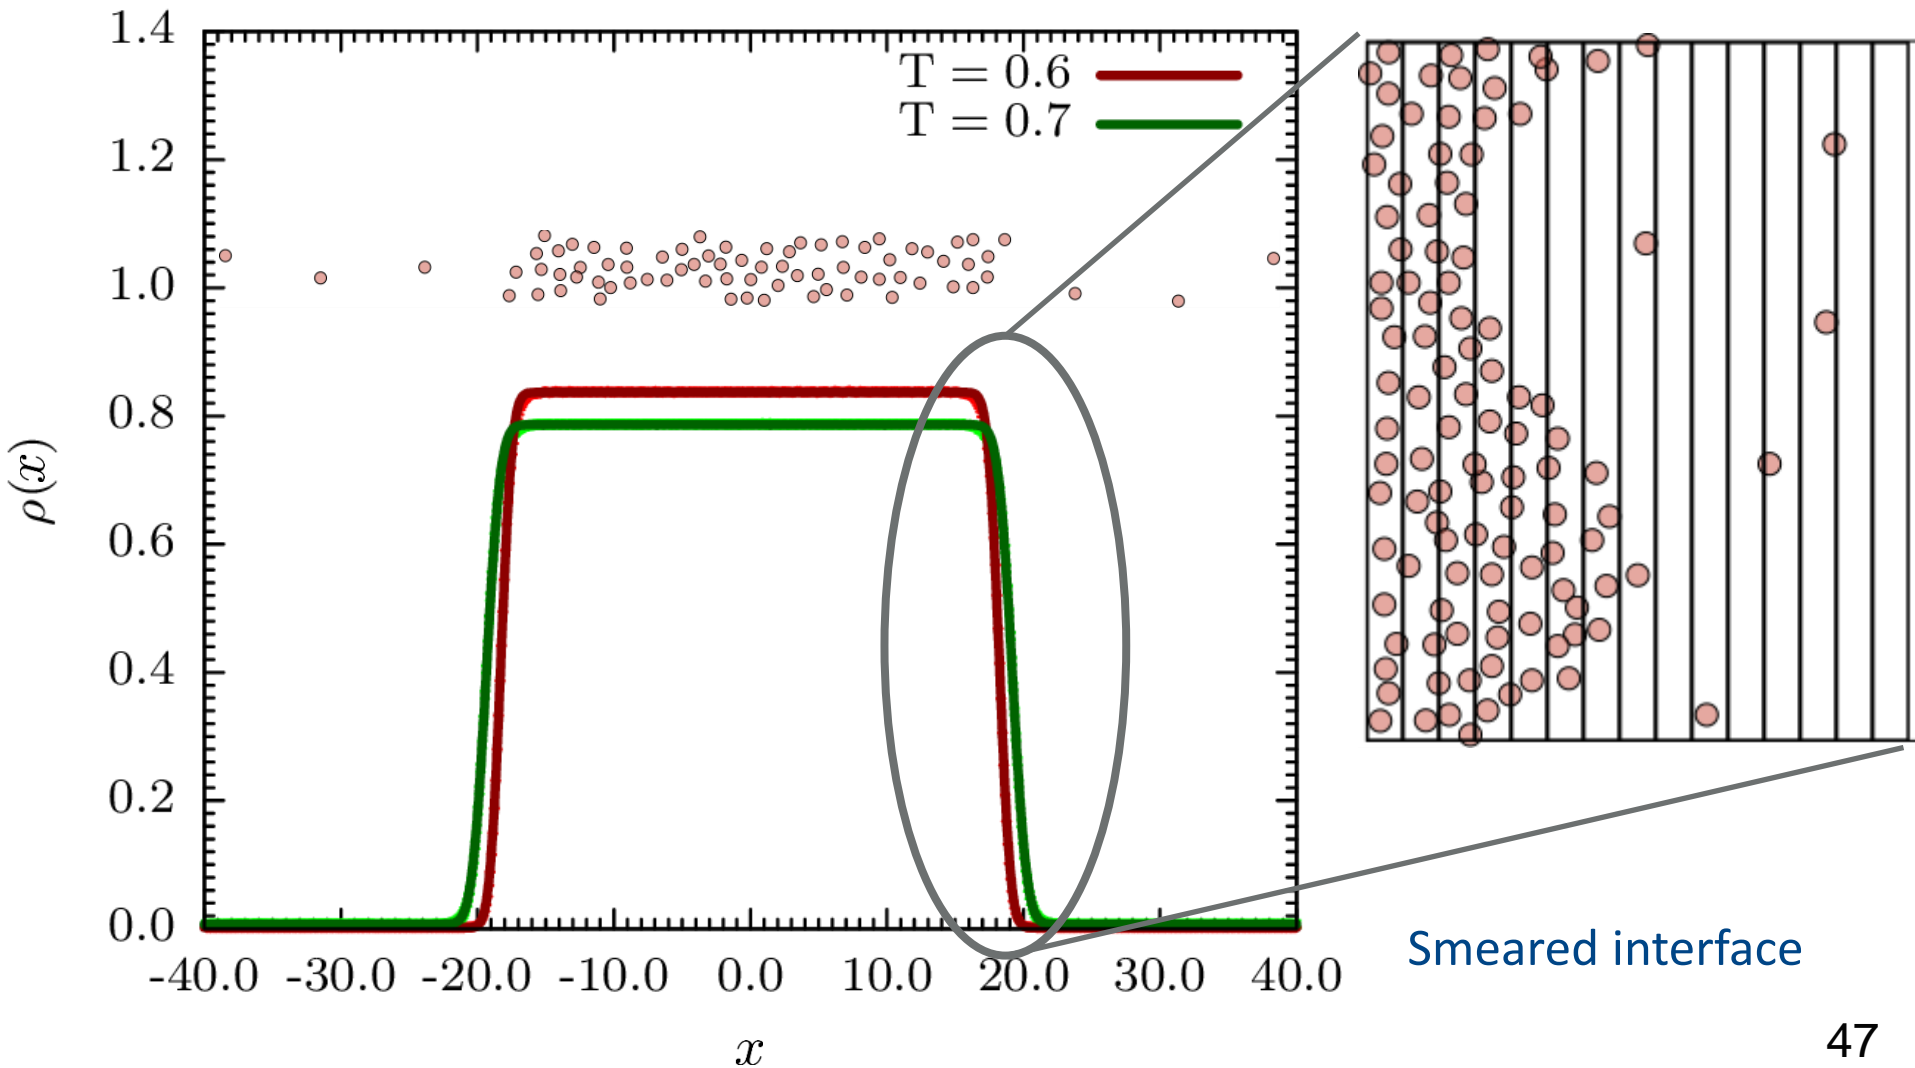 1.4
T = 0.6
T = 0.7
1.2
1.0
0.8
ρ(x)
0.6
0.4
0.2
0.0
-40.0 -30.0 -20.0 -10.0 0.0 10.0 20.0 30.0 40.0
x
Smeared interface
47